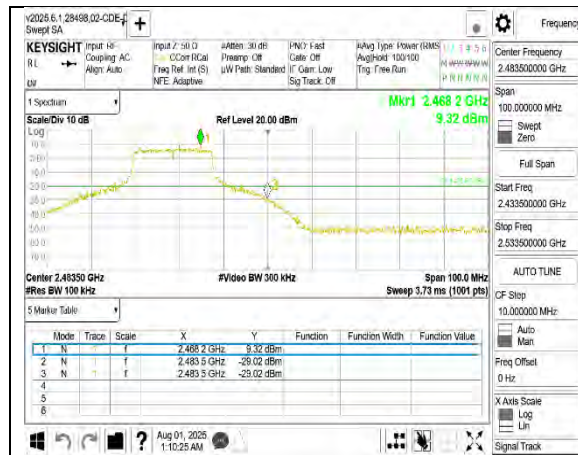 v2025.6.1,28498,02-CDE-
Swept SA
Frequency
KEYSIGHT
RL
Input: RF
Coupling: AC
Align: Auto
Input Z: 50 Ω
CCorr RCal
Freq Ref: Int (S)
NFE: Adaptive
#Atten: 30 dB
Preamp: Off
µW Path: Standard
PNO: Fast
Gate: Off
IF Gain: Low
Sig Track: Off
#Avg Type: Power (RMS
Avg|Hold: 100/100
Trig: Free Run
Center Frequency
2.483500000 GHz
Span
100.000000 MHz
Swept
Zero
Full Span
Start Freq
2.433500000 GHz
Stop Freq
2.533500000 GHz
AUTO TUNE
CF Step
10.000000 MHz
Auto
Man
Freq Offset
0 Hz
X Axis Scale
Log
Lin
Signal Track
1 Spectrum
Scale/Div 10 dB
Ref Level 20.00 dBm
Mkr1 2.468 2 GHz
9.32 dBm
Log
Center 2.48350 GHz
#Video BW 300 kHz
Span 100.0 MHz
#Res BW 100 kHz
Sweep 3.73 ms (1001 pts)
5 Marker Table
Mode Trace Scale X Y Function Function Width Function Value
1 N 1 f 2.468 2 GHz 9.32 dBm
2 N 1 f 2.483 5 GHz -29.02 dBm
3 N 1 f 2.483 5 GHz -29.02 dBm
4
5
6
Aug 01, 2025
1:10:25 AM